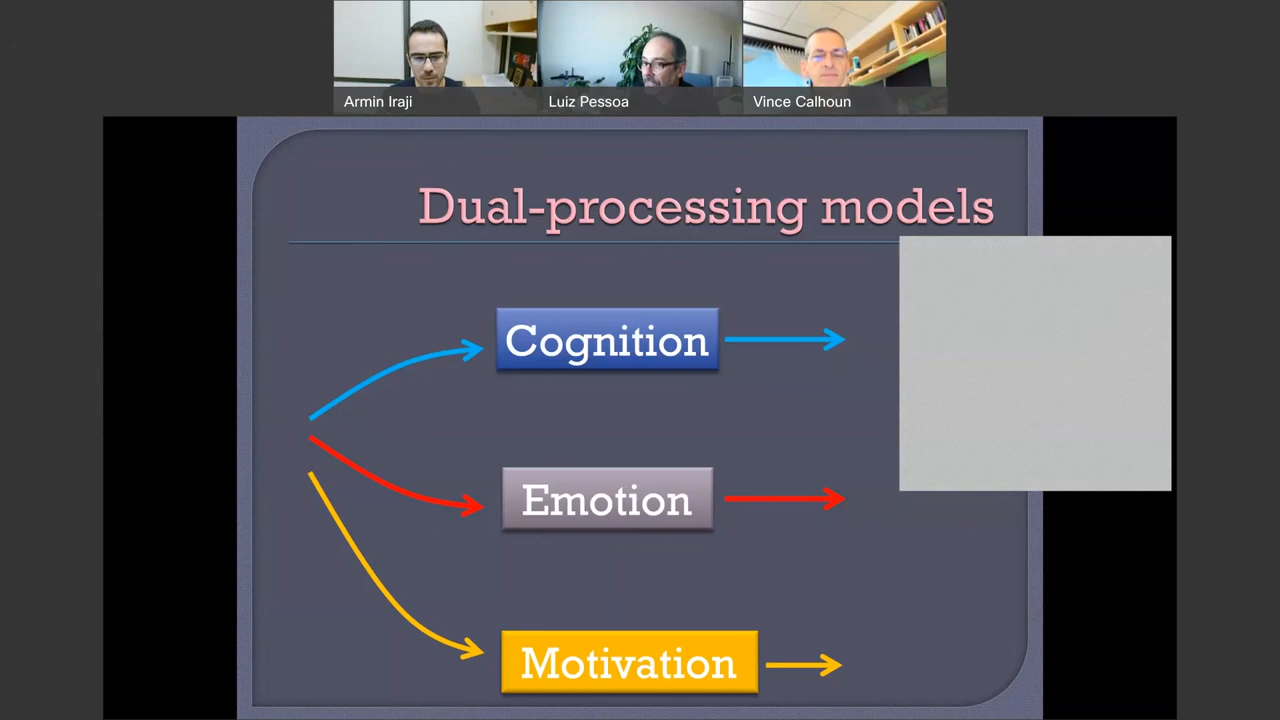 Armin Iraji
Luiz Pessoa
Vince Calhoun
Dual-processing models
Cognition
Emotion
Motivation